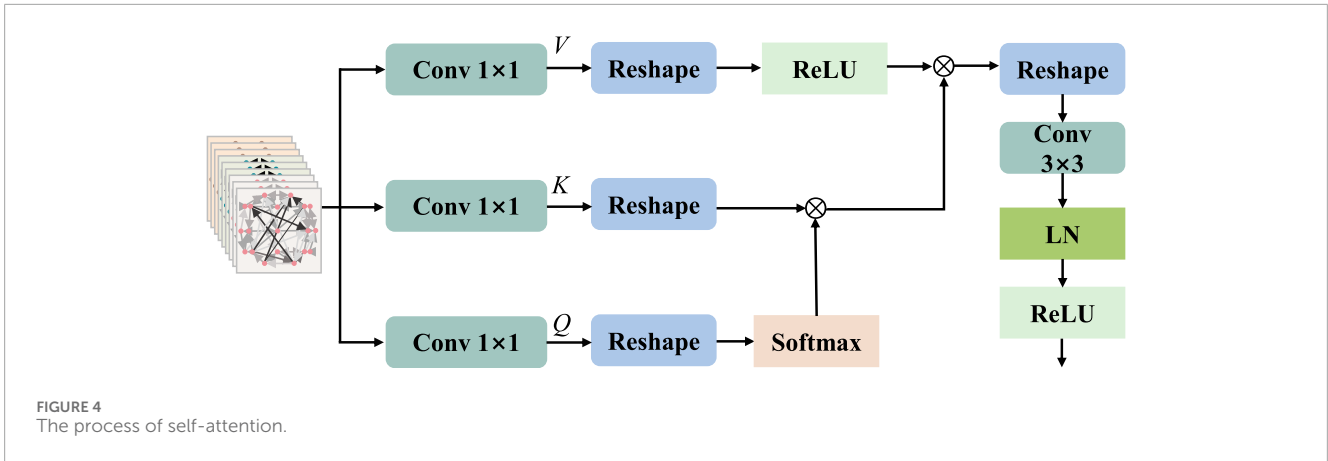 V
Conv 1×1
Reshape
ReLU
Reshape
Conv
3×3
K
Conv 1×1
Reshape
LN
ReLU
Q
Conv 1×1
Reshape
Softmax
FIGURE 4
The process of self-attention.